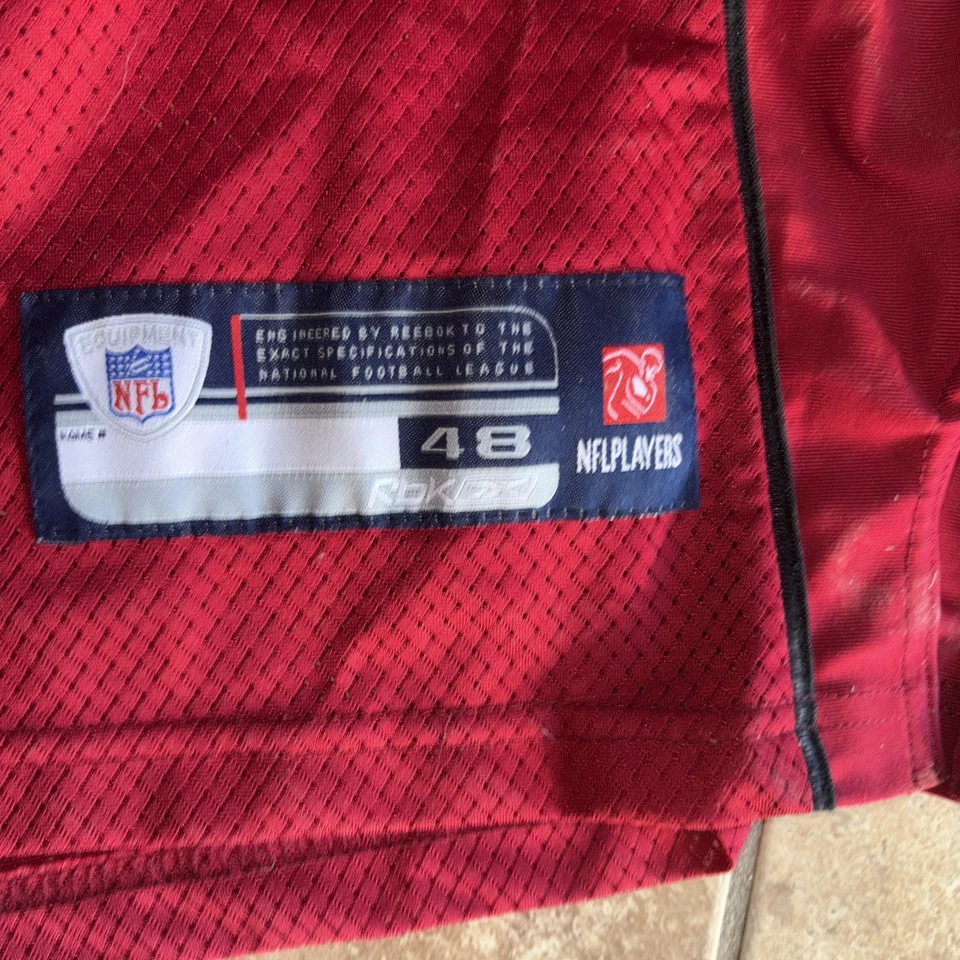 EQUIPMENT
NFL
ENGINEERED BY REEBOK TO THE
EXACT SPECIFICATIONS OF THE
NATIONAL FOOTBALL LEAGUE
NAME #
48
RBK
NFLPLAYERS